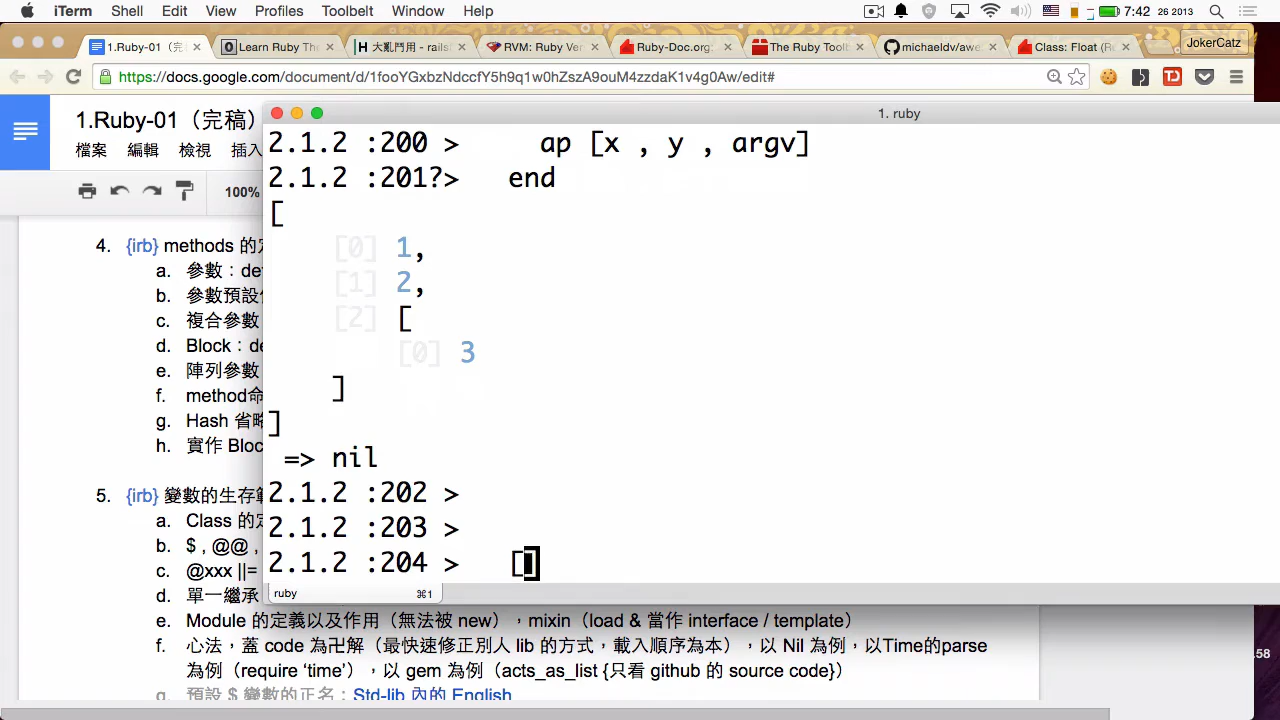 iTerm Shell Edit View Profiles Toolbelt Window Help 7:42 26 2013
1.Ruby-01（完稿） Learn Ruby The 大亂鬥用 - rails RVM: Ruby Ver Ruby-Doc.org The Ruby Toolb michaeldvawe Class: Float (R JokerCatz
https://docs.google.com/document/d/1fooYGxbzNdcfY5h9q1w0hZszA9ouM4zzdaK1v4g0Aw/edit#
1.Ruby-01（完稿）
檔案 編輯 檢視 插入
100%
4. {irb} methods 的
a. 參數：de
b. 參數預設
c. 複合參數
d. Block：de
e. 陣列參數
f. method命
g. Hash 省略
h. 實作 Bloc
5. {irb} 變數的生存範
a. Class 的定
b. $ , @@ ,
c. @xxx ||=
d. 單一繼承
e. Module 的定義以及作用（無法被 new），mixin（load & 當作 interface / template）
f. 心法，蓋 code 為卍解（最快速修正別人 lib 的方式，載入順序為本），以 Nil 為例，以Time的parse
為例（require ‘time’），以 gem 為例（acts_as_list {只看 github 的 source code}）
g. 預設 $ 變數的正名：Std-lib 內的 English
1. ruby
2.1.2 :200 > ap [x , y , argv]
2.1.2 :201?> end
[
[0] 1,
[1] 2,
[2] [
[0] 3
]
]
=> nil
2.1.2 :202 >
2.1.2 :203 >
2.1.2 :204 > []
ruby ⌘1
.58